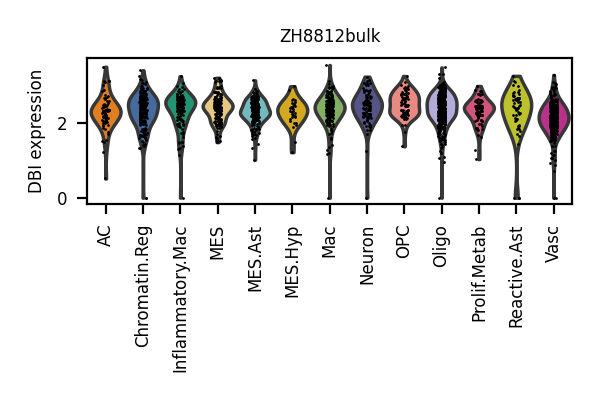 ZH8812bulk
DBI expression
2
0
AC
Chromatin.Reg
Inflammatory.Mac
MES
MES.Ast
MES.Hyp
Mac
Neuron
OPC
Oligo
Prolif.Metab
Reactive.Ast
Vasc